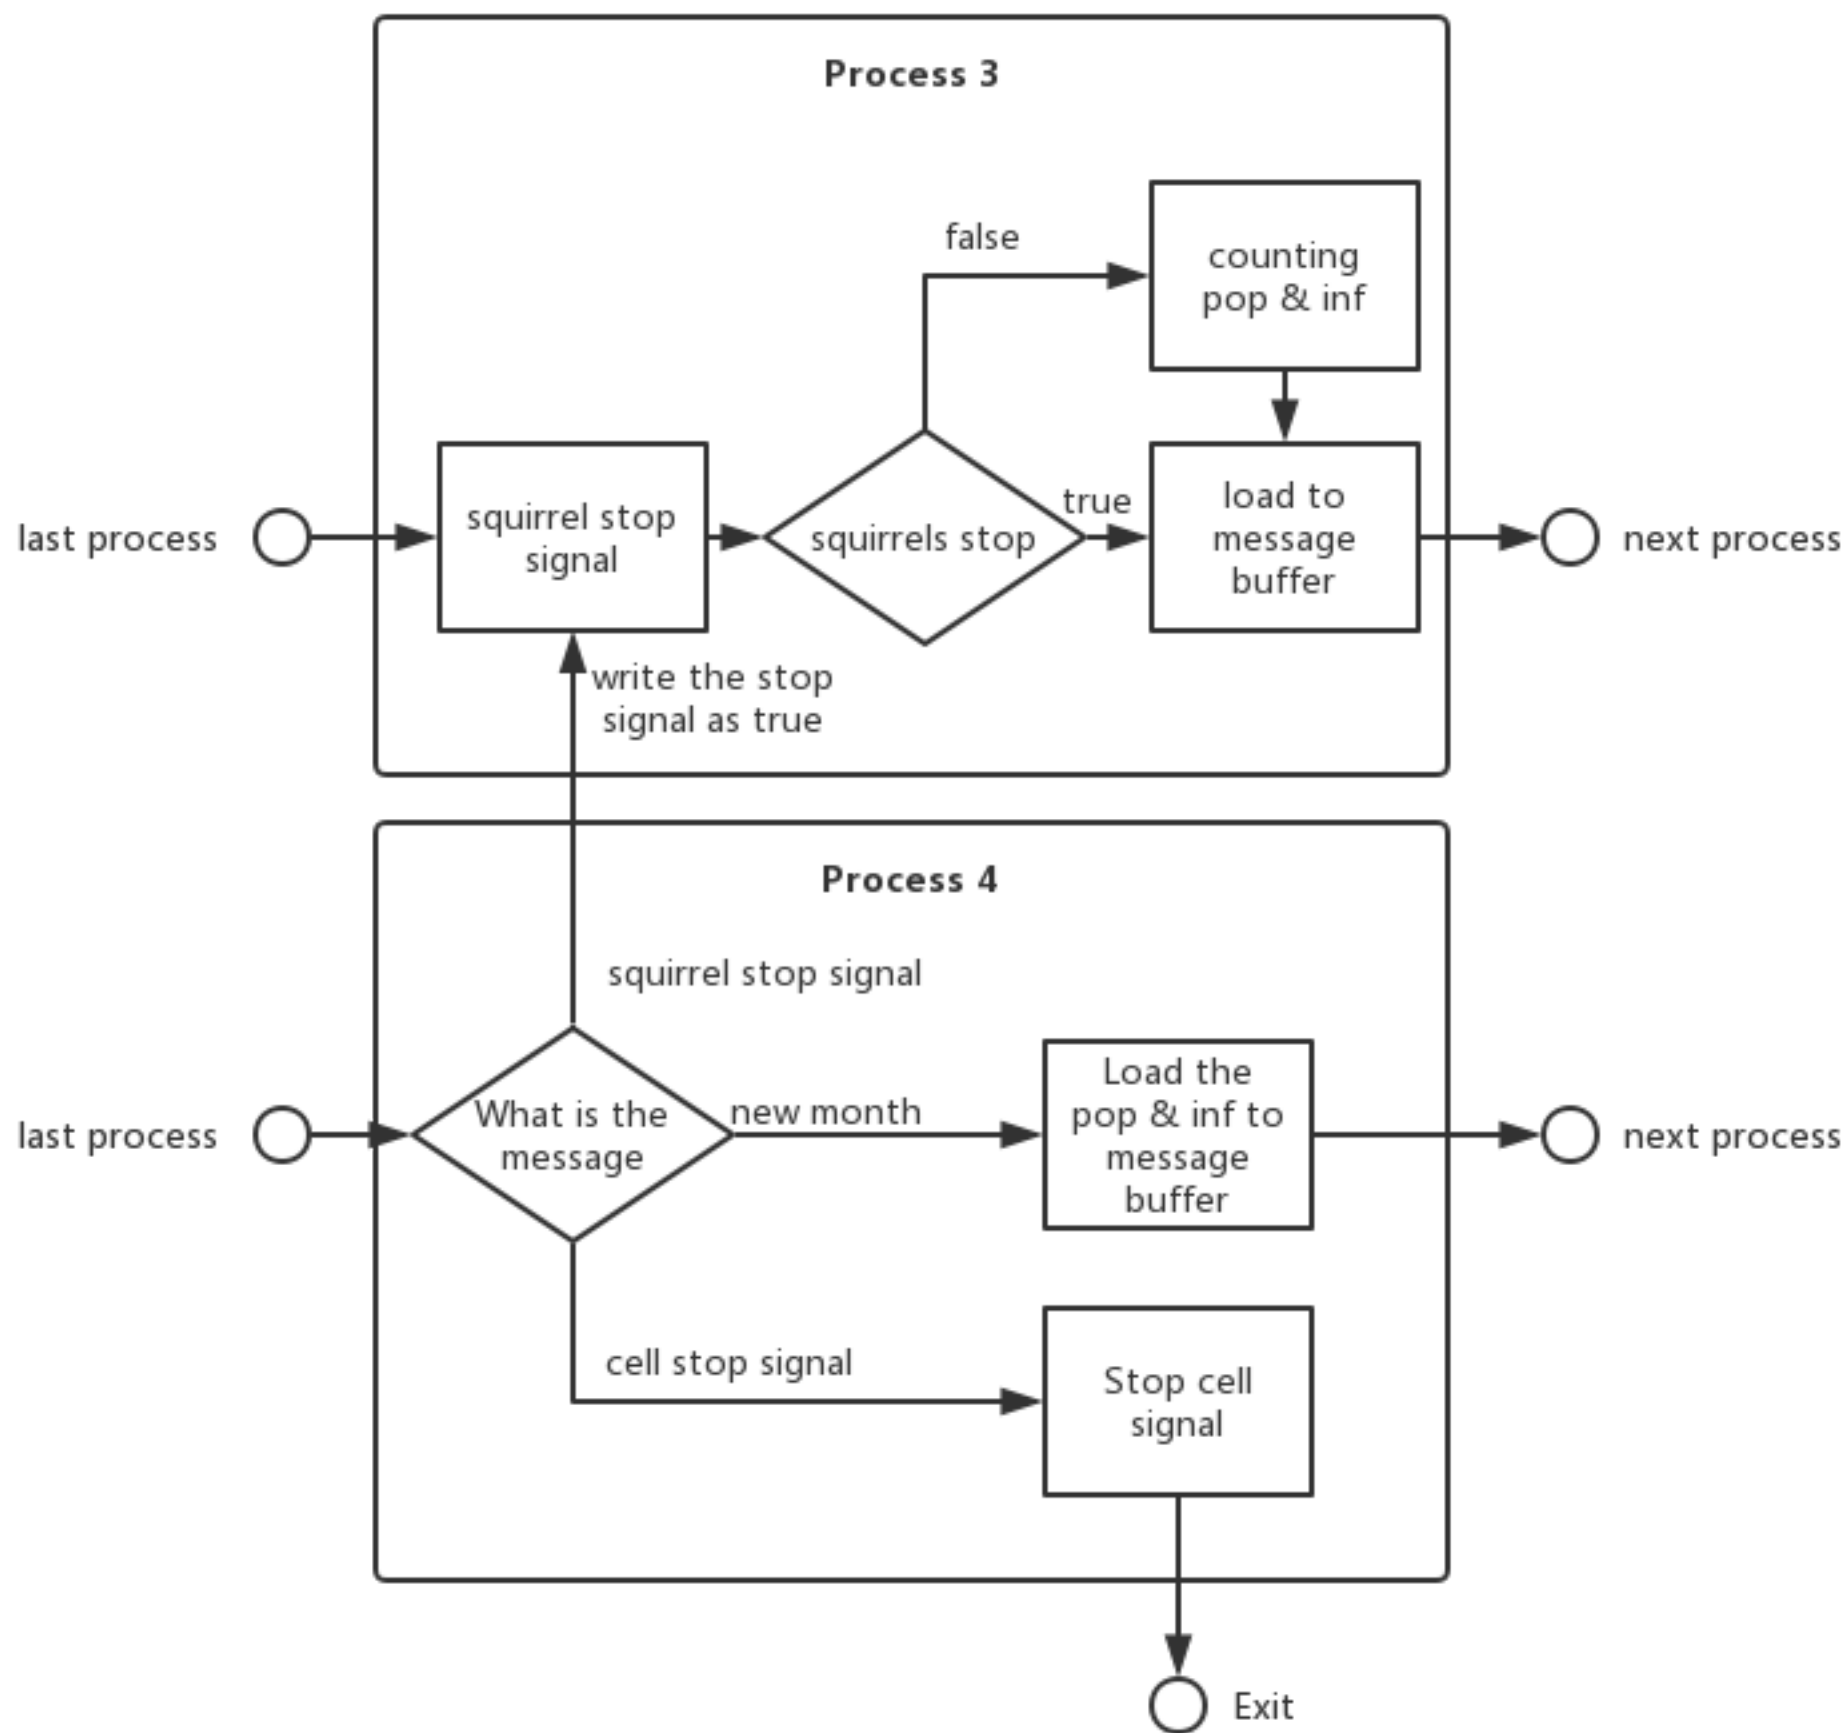 Process 3
false
counting
pop & inf
true
last process
squirrel stop
signal
squirrels stop
load to
message
buffer
next process
write the stop
signal as true
Process 4
squirrel stop signal
last process
What is the
message
new month
Load the
pop & inf to
message
buffer
next process
cell stop signal
Stop cell
signal
Exit